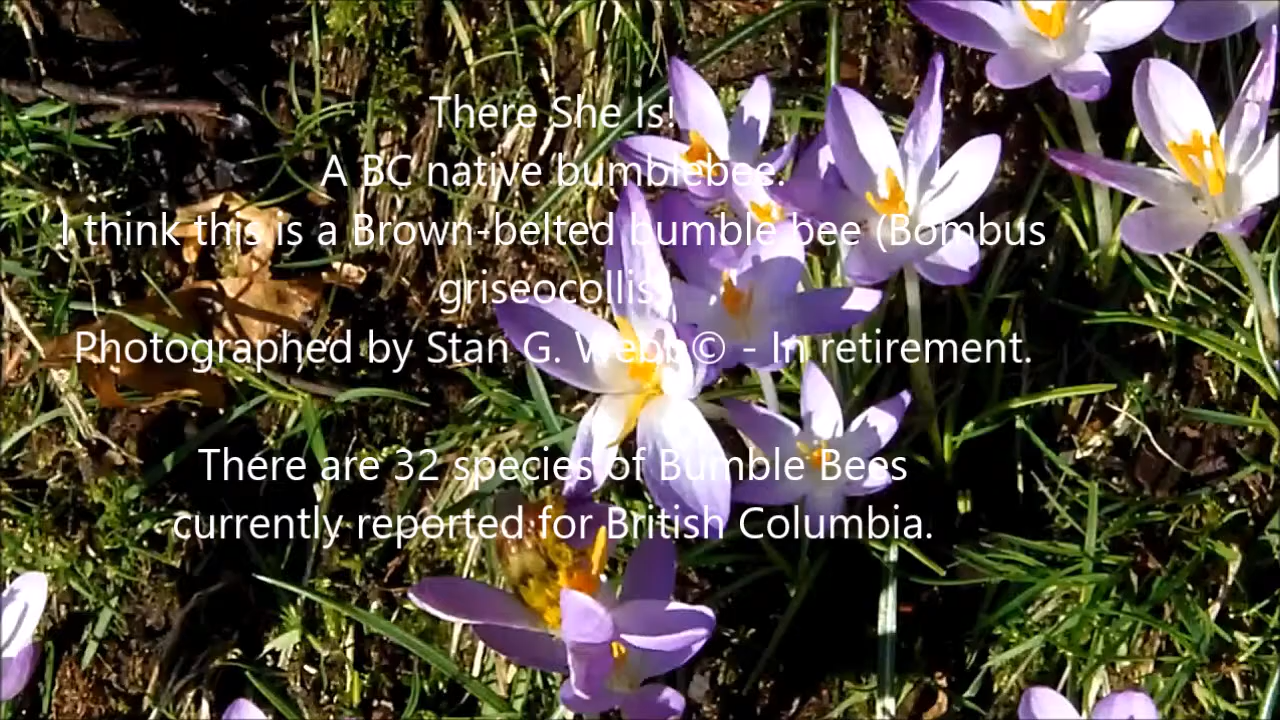 There She Is!
A BC native bumblebee.
I think this is a Brown-belted bumble bee (Bombus
griseocollis)
Photographed by Stan G. Webb© - In retirement.
There are 32 species of Bumble Bees
currently reported for British Columbia.